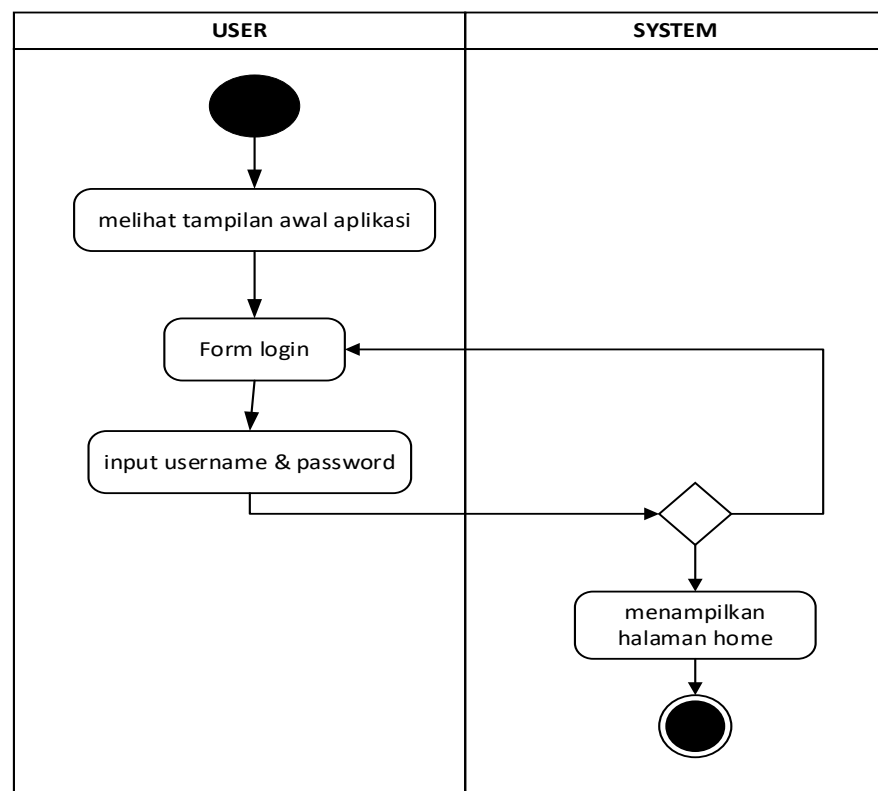 USER
SYSTEM
melihat tampilan awal aplikasi
Form login
input username & password
menampilkan
halaman home